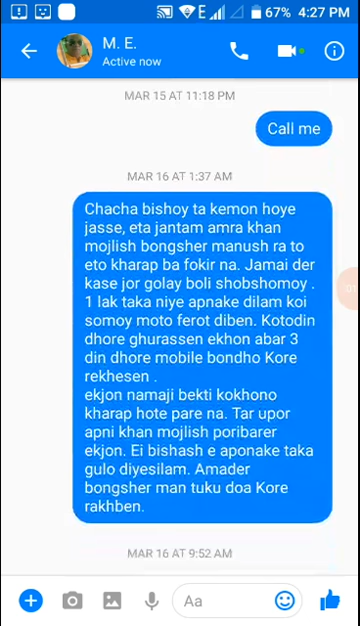 E 67% 4:27 PM
M. E.
Active now
MAR 15 AT 11:18 PM
Call me
MAR 16 AT 1:37 AM
Chacha bishoy ta kemon hoye
jasse, eta jantam amra khan
mojlish bongsher manush ra to
eto kharap ba fokir na. Jamai der
kase jor golay boli shobshomoy .
1 lak taka niye apnake dilam koi
somoy moto ferot diben. Kotodin
dhore ghurassen ekhon abar 3
din dhore mobile bondho Kore
rekhesen .
ekjon namaji bekti kokhono
kharap hote pare na. Tar upor
apni khan mojlish poribarer
ekjon. Ei bishash e aponake taka
gulo diyesilam. Amader
bongsher man tuku doa Kore
rakhben.
MAR 16 AT 9:52 AM
Aa